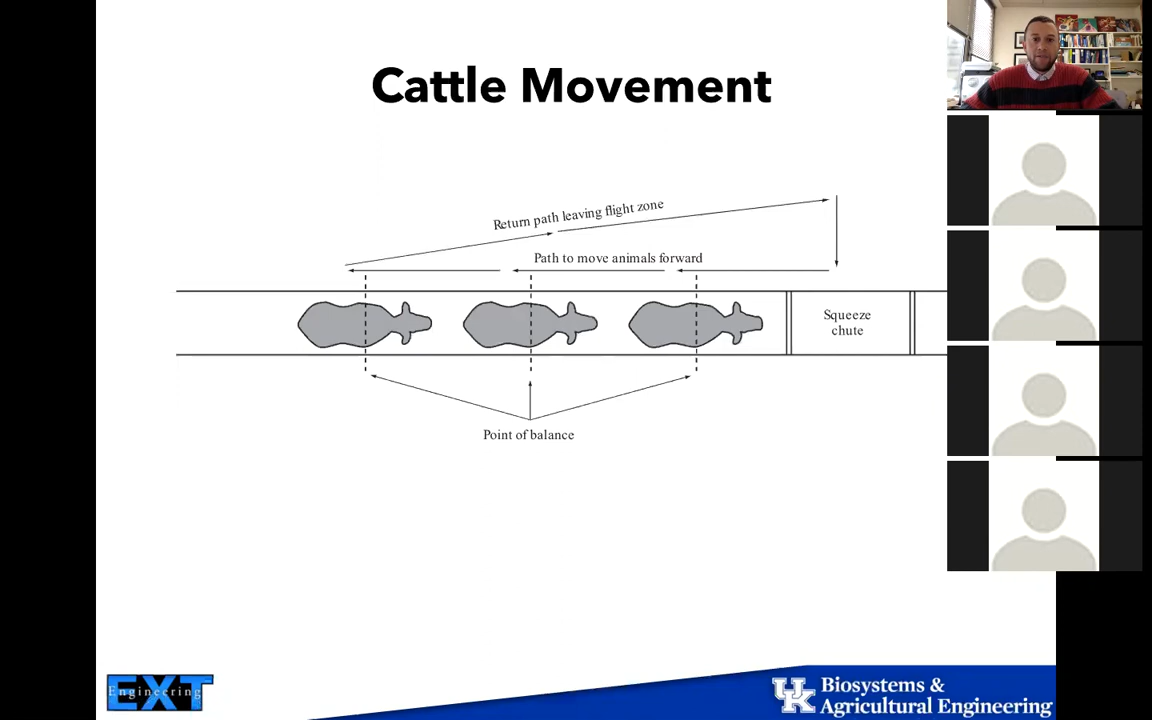 Cattle Movement
Return path leaving flight zone
Path to move animals forward
Squeeze
chute
Point of balance
EXT
Engineering
UK
Biosystems &
Agricultural Engineering